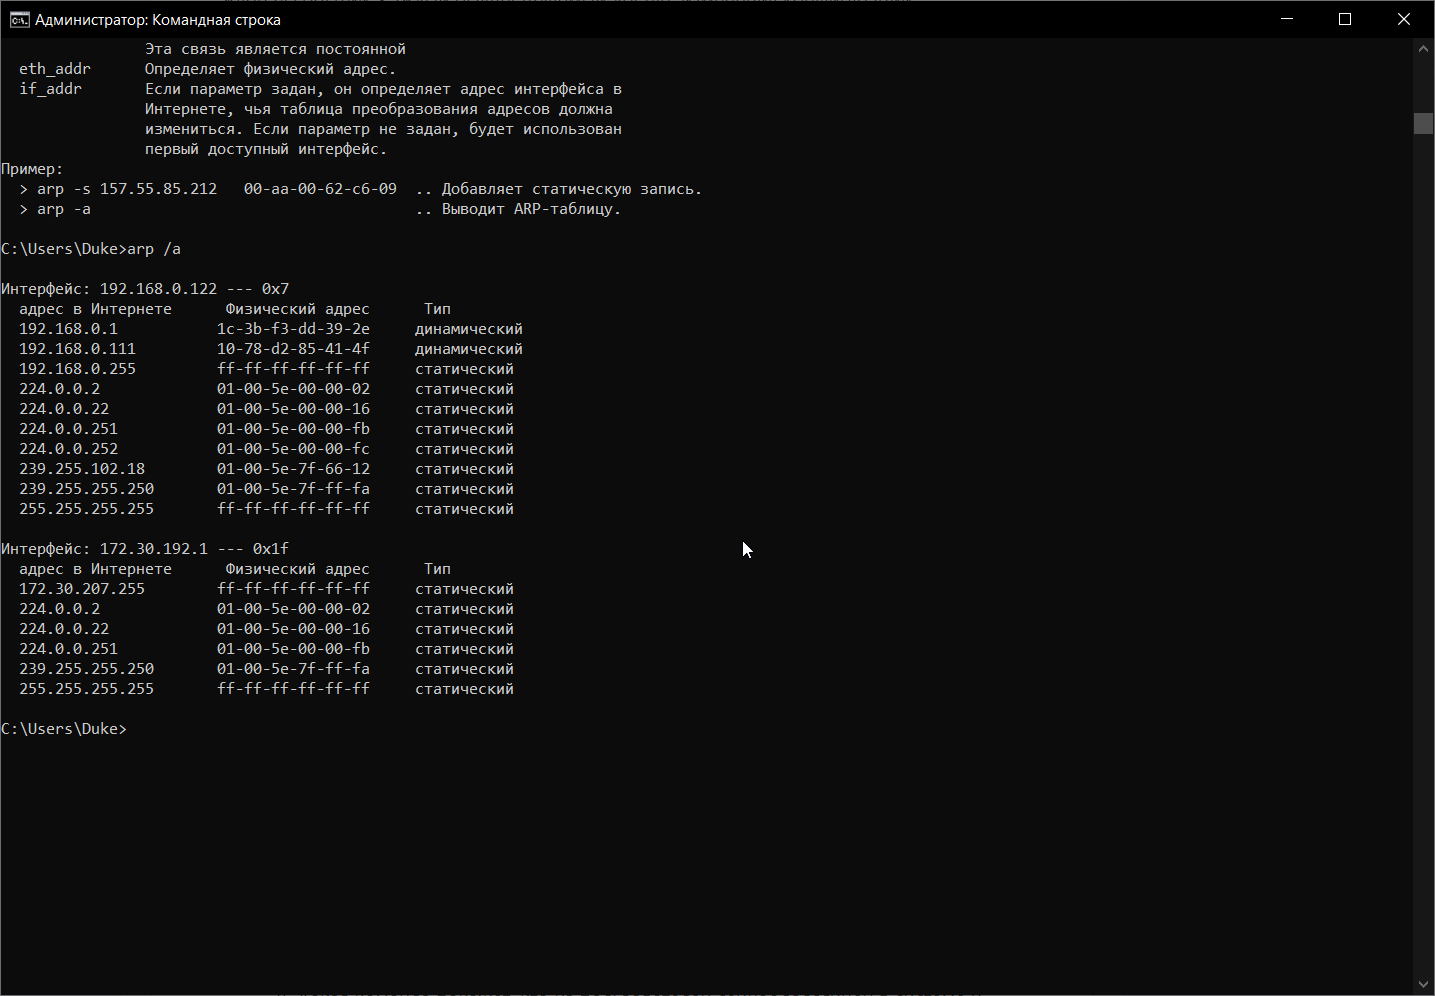 Администратор: Командная строка
Эта связь является постоянной
eth_addr Определяет физический адрес.
if_addr Если параметр задан, он определяет адрес интерфейса в
Интернете, чья таблица преобразования адресов должна
измениться. Если параметр не задан, будет использован
первый доступный интерфейс.
Пример:
> arp -s 157.55.85.212 00-aa-00-62-c6-09 .. Добавляет статическую запись.
> arp -a .. Выводит ARP-таблицу.
C:\Users\Duke>arp /a
Интерфейс: 192.168.0.122 --- 0x7
адрес в Интернете Физический адрес Тип
192.168.0.1 1c-3b-f3-dd-39-2e динамический
192.168.0.111 10-78-d2-85-41-4f динамический
192.168.0.255 ff-ff-ff-ff-ff-ff статический
224.0.0.2 01-00-5e-00-00-02 статический
224.0.0.22 01-00-5e-00-00-16 статический
224.0.0.251 01-00-5e-00-00-fb статический
224.0.0.252 01-00-5e-00-00-fc статический
239.255.102.18 01-00-5e-7f-66-12 статический
239.255.255.250 01-00-5e-7f-ff-fa статический
255.255.255.255 ff-ff-ff-ff-ff-ff статический
Интерфейс: 172.30.192.1 --- 0x1f
адрес в Интернете Физический адрес Тип
172.30.207.255 ff-ff-ff-ff-ff-ff статический
224.0.0.2 01-00-5e-00-00-02 статический
224.0.0.22 01-00-5e-00-00-16 статический
224.0.0.251 01-00-5e-00-00-fb статический
239.255.255.250 01-00-5e-7f-ff-fa статический
255.255.255.255 ff-ff-ff-ff-ff-ff статический
C:\Users\Duke>